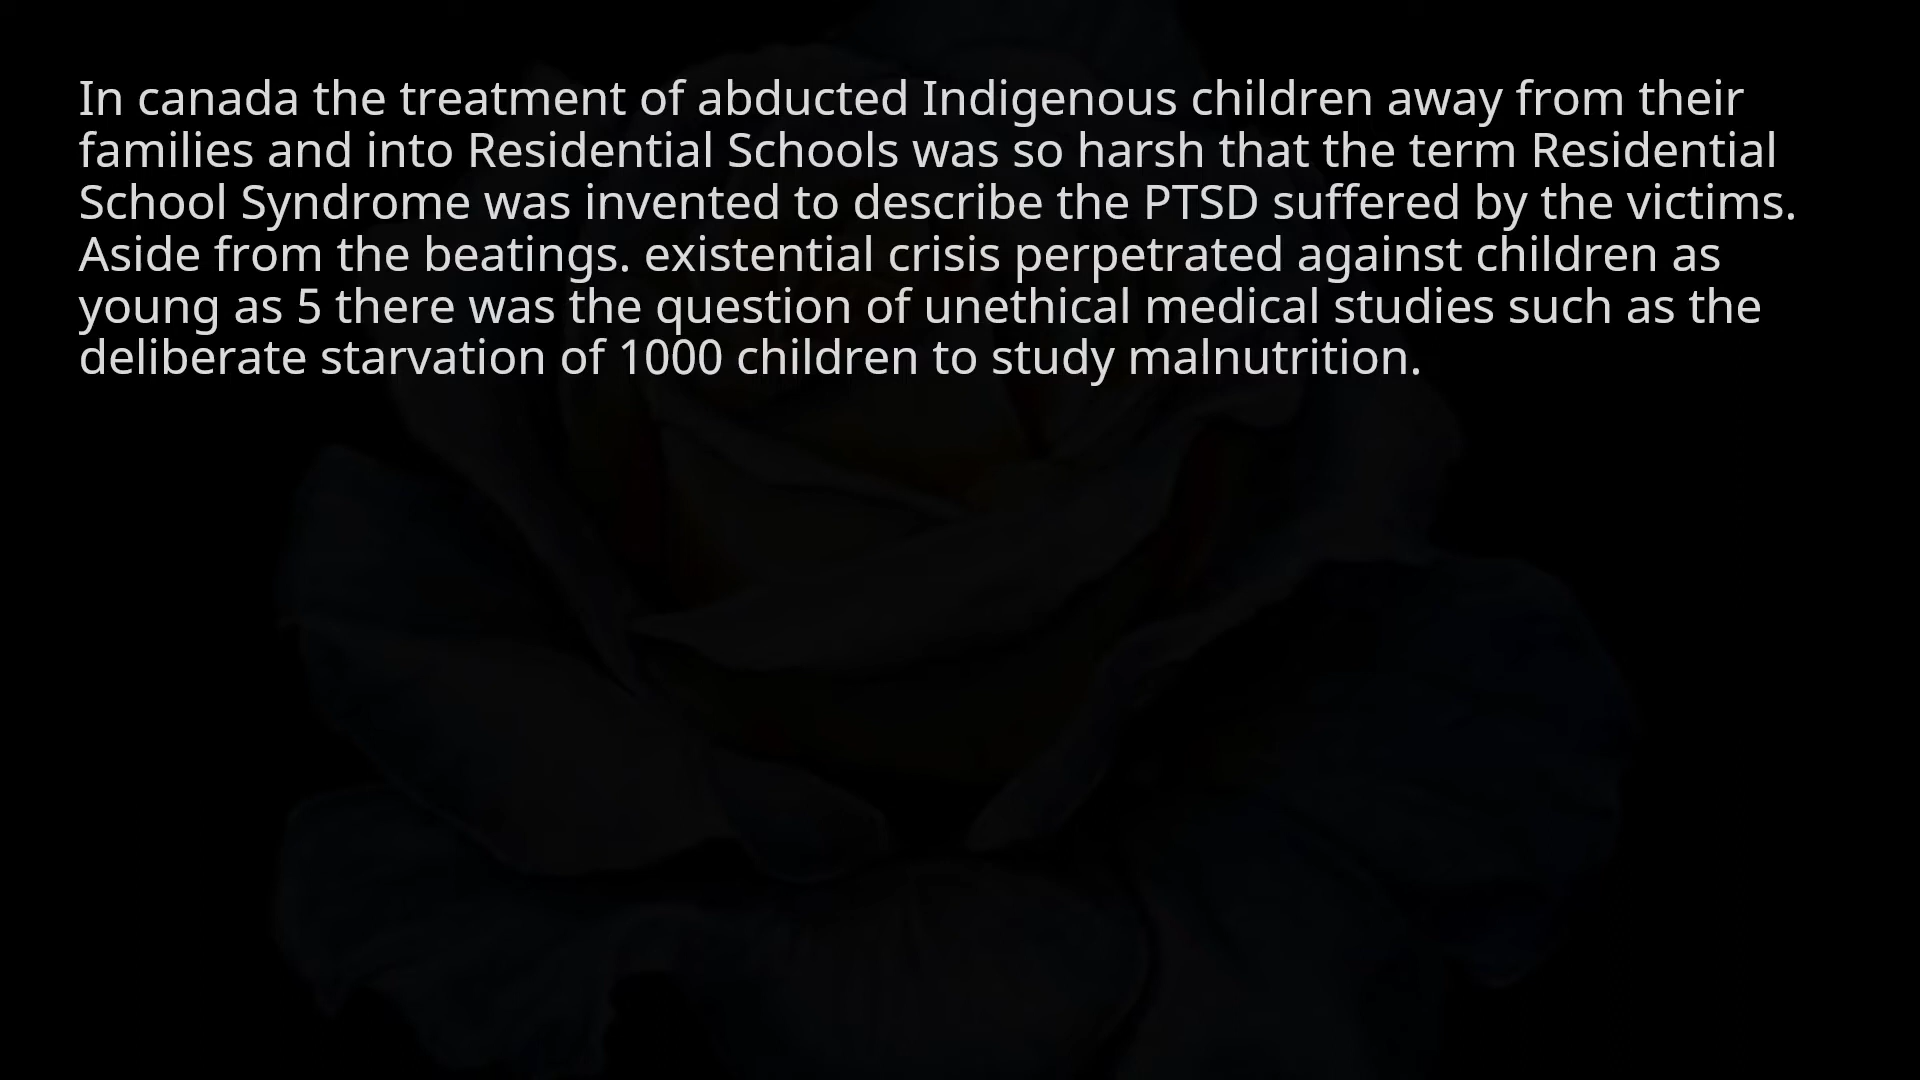 In canada the treatment of abducted Indigenous children away from their
families and into Residential Schools was so harsh that the term Residential
School Syndrome was invented to describe the PTSD suffered by the victims.
Aside from the beatings. existential crisis perpetrated against children as
young as 5 there was the question of unethical medical studies such as the
deliberate starvation of 1000 children to study malnutrition.